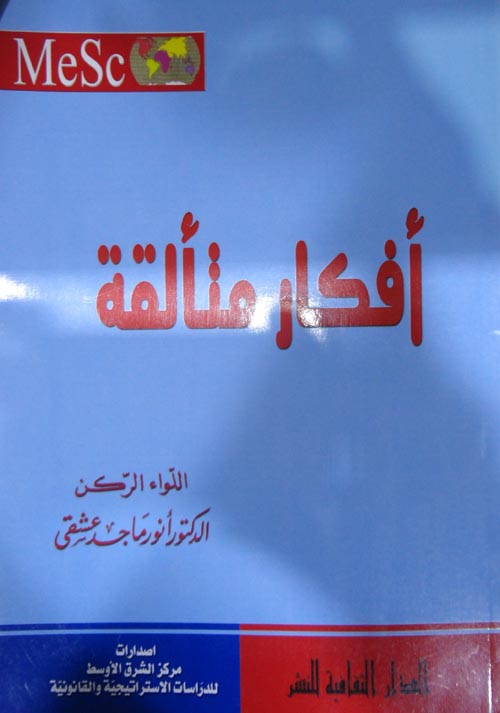 MeSc
أفكار متألقة
اللواء الركن
الدكتور أنور ماجد عشقي
اصدارات
مركز الشرق الأوسط
للدراسات الاستراتيجية والقانونية
الدار الثقافية للنشر